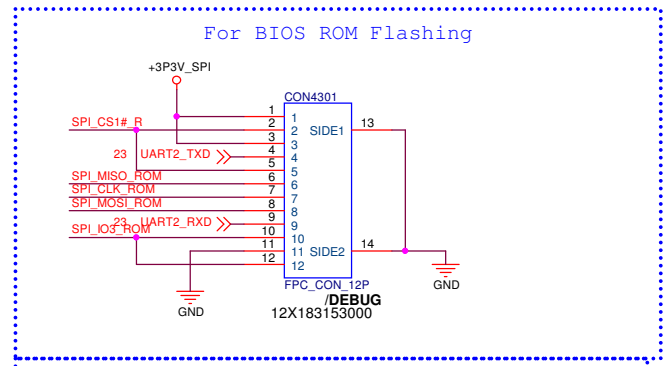 For BIOS ROM Flashing
+3P3V_SPI
CON4301
1 1
SPI_CS1#_R 2 2 SIDE1 13
3 3
23 UART2_TXD 4 4
5 5
SPI_MISO_ROM 6 6
SPI_CLK_ROM 7 7
SPI_MOSI_ROM 8 8
23 UART2_RXD 9 9
SPI_IO3_ROM 10 10
11 11 SIDE2 14
12 12
FPC_CON_12P
GND
/DEBUG
GND
12X183153000